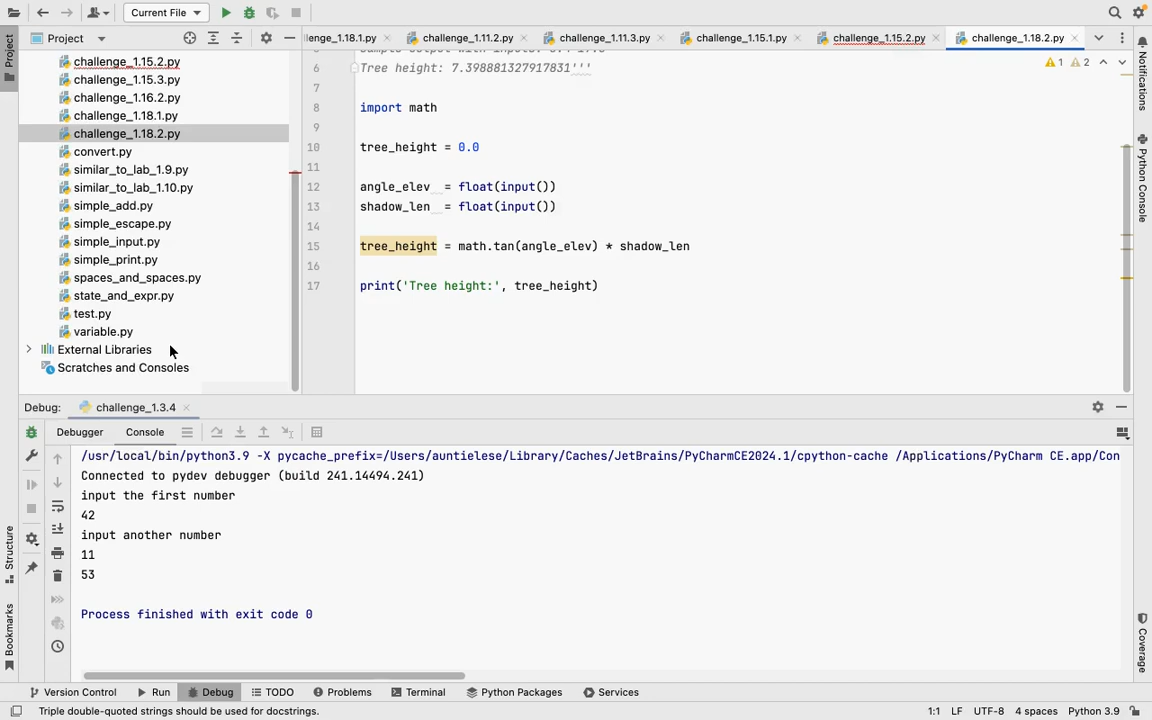 Current File
Project
llenge_1.18.1.py
challenge_1.11.2.py
challenge_1.11.3.py
challenge_1.15.1.py
challenge_1.15.2.py
challenge_1.18.2.py
Project
Structure
Bookmarks
challenge_1.15.2.py
challenge_1.15.3.py
challenge_1.16.2.py
challenge_1.18.1.py
challenge_1.18.2.py
convert.py
similar_to_lab_1.9.py
similar_to_lab_1.10.py
simple_add.py
simple_escape.py
simple_input.py
simple_print.py
spaces_and_spaces.py
state_and_expr.py
test.py
variable.py
External Libraries
Scratches and Consoles
6 Tree height: 7.398881327917831'''
7
8 import math
9
10 tree_height = 0.0
11
12 angle_elev  = float(input())
13 shadow_len  = float(input())
14
15 tree_height = math.tan(angle_elev) * shadow_len
16
17 print('Tree height:', tree_height)
1 2
Notifications
Python Console
Coverage
Debug: challenge_1.3.4
Debugger Console
/usr/local/bin/python3.9 -X pycache_prefix=/Users/auntielese/Library/Caches/JetBrains/PyCharmCE2024.1/cpython-cache /Applications/PyCharm CE.app/Con
Connected to pydev debugger (build 241.14494.241)
input the first number
42
input another number
11
53
Process finished with exit code 0
Version Control Run Debug TODO Problems Terminal Python Packages Services
Triple double-quoted strings should be used for docstrings. 1:1 LF UTF-8 4 spaces Python 3.9